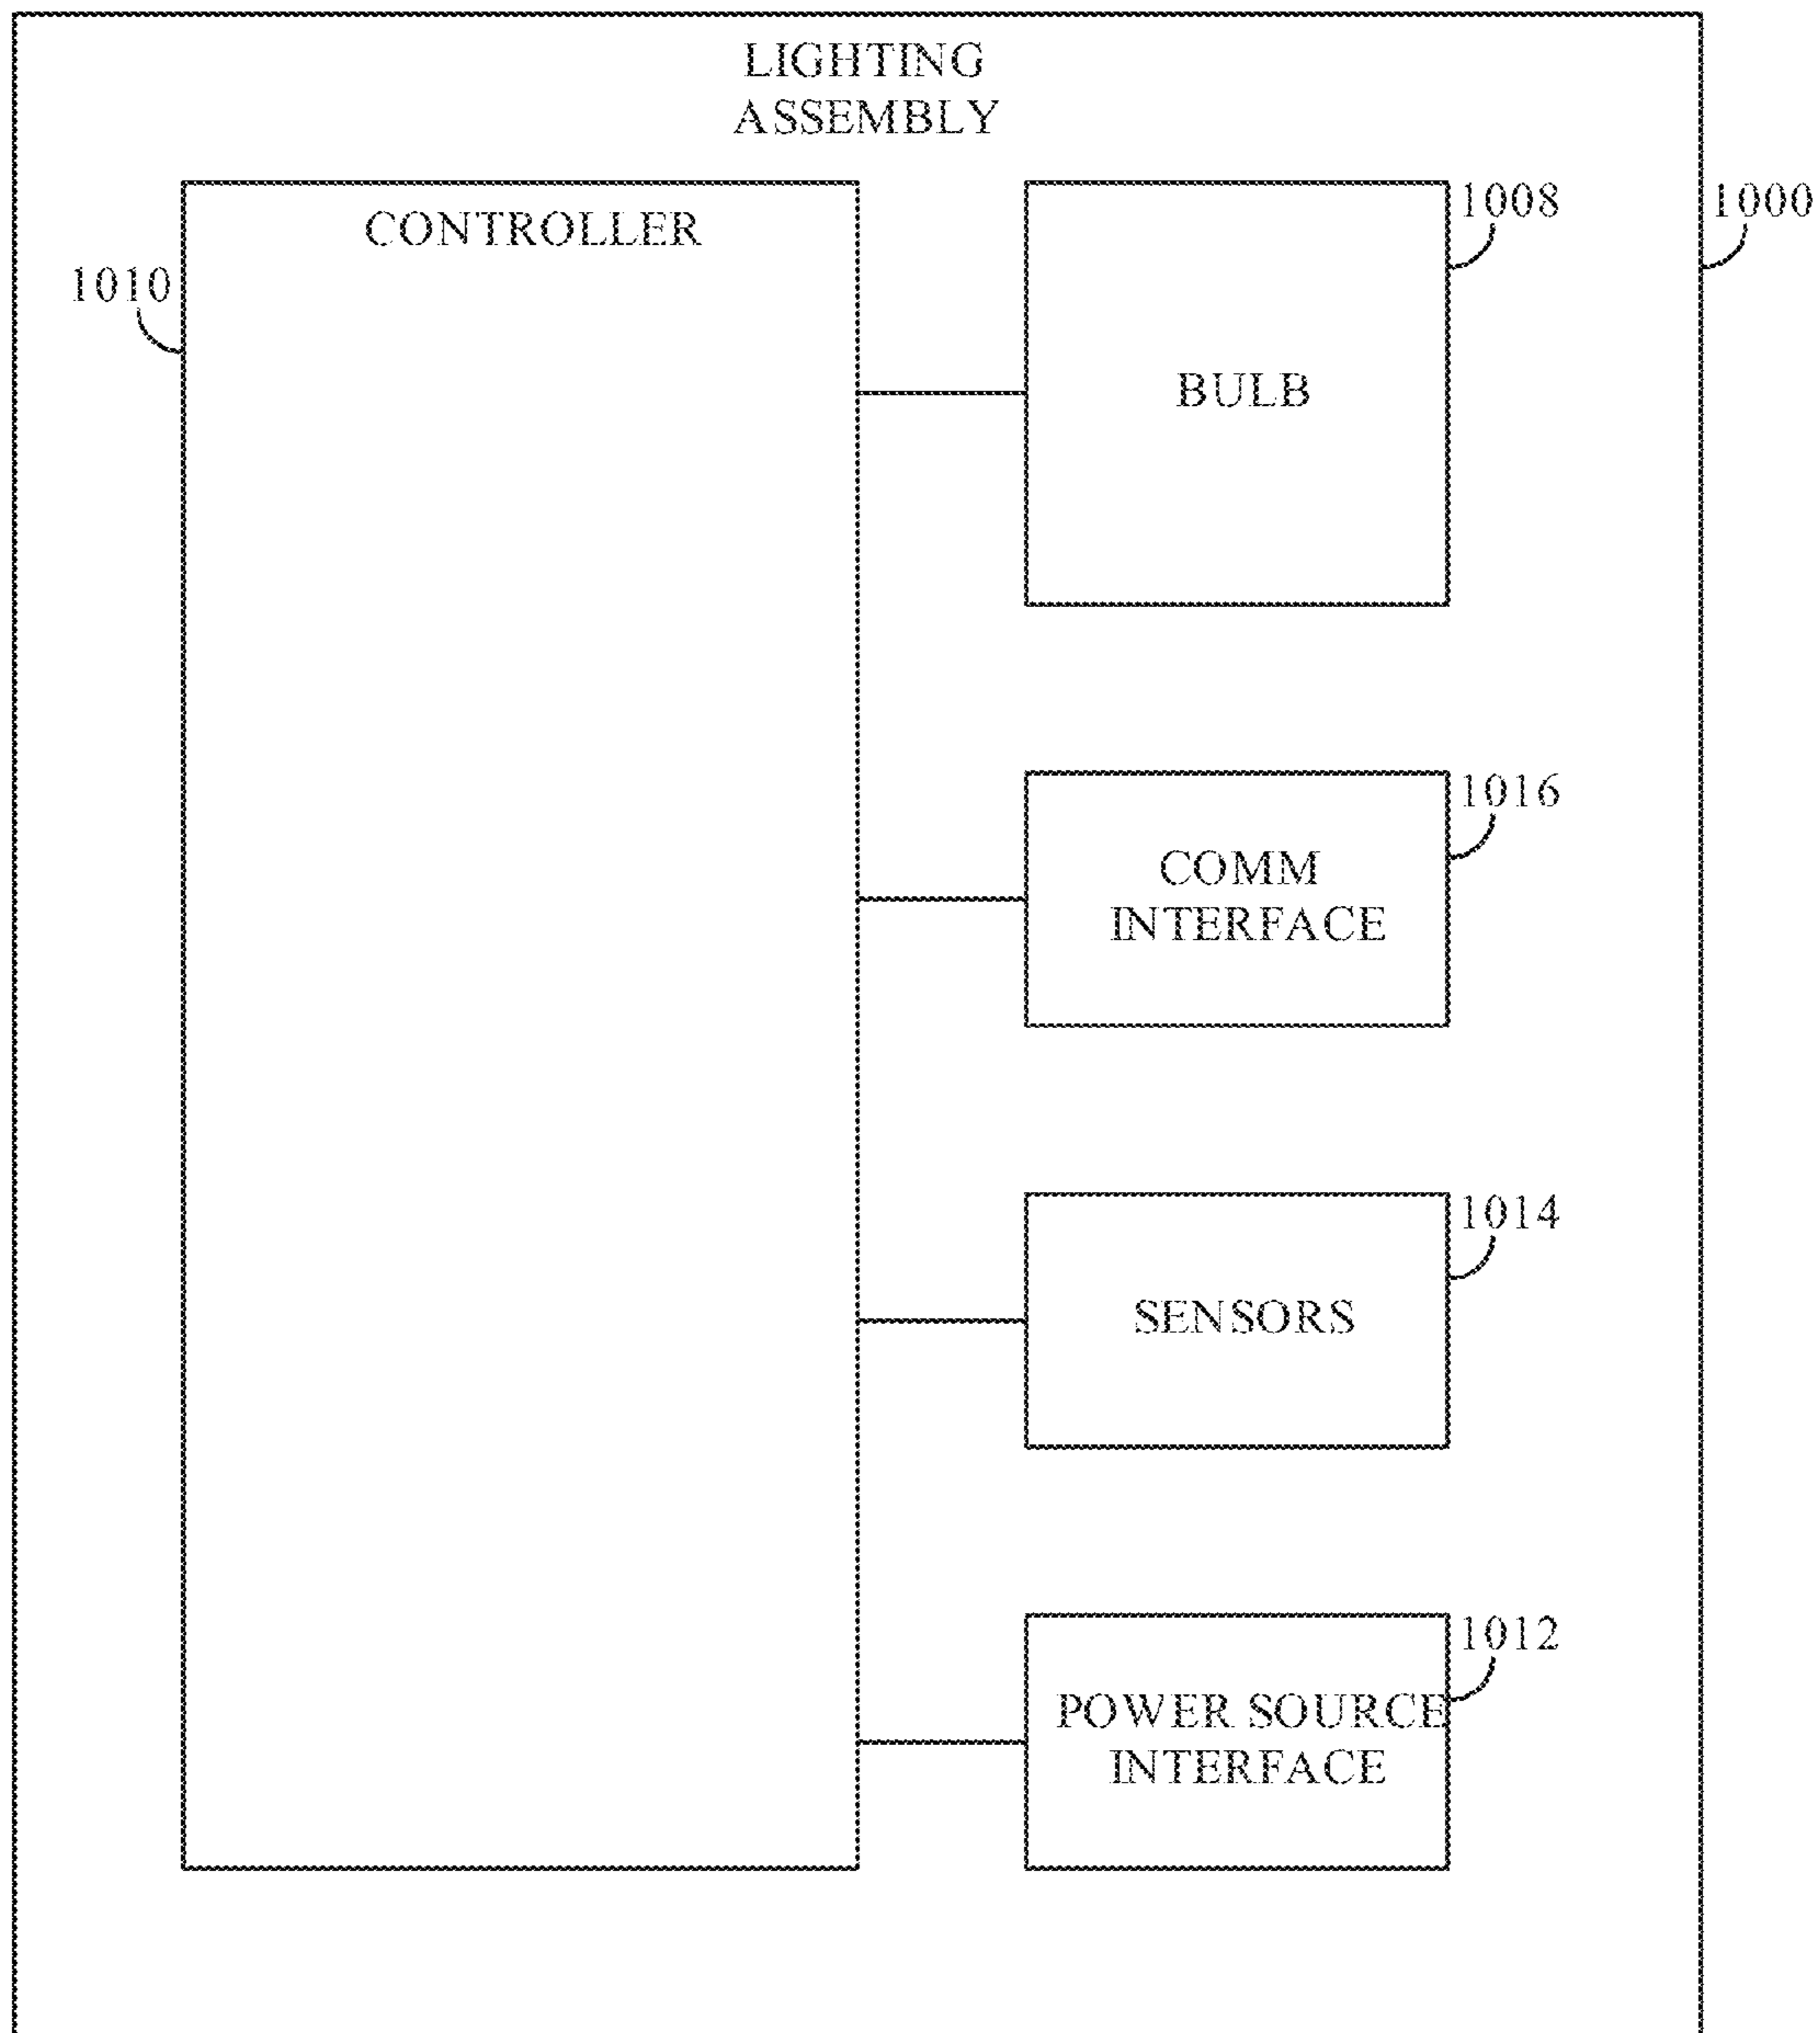 LIGHTING
ASSEMBLY
CONTROLLER
1010
1008
1000
BULB
1016
COMM
INTERFACE
1014
SENSORS
1012
POWER SOURCE
INTERFACE